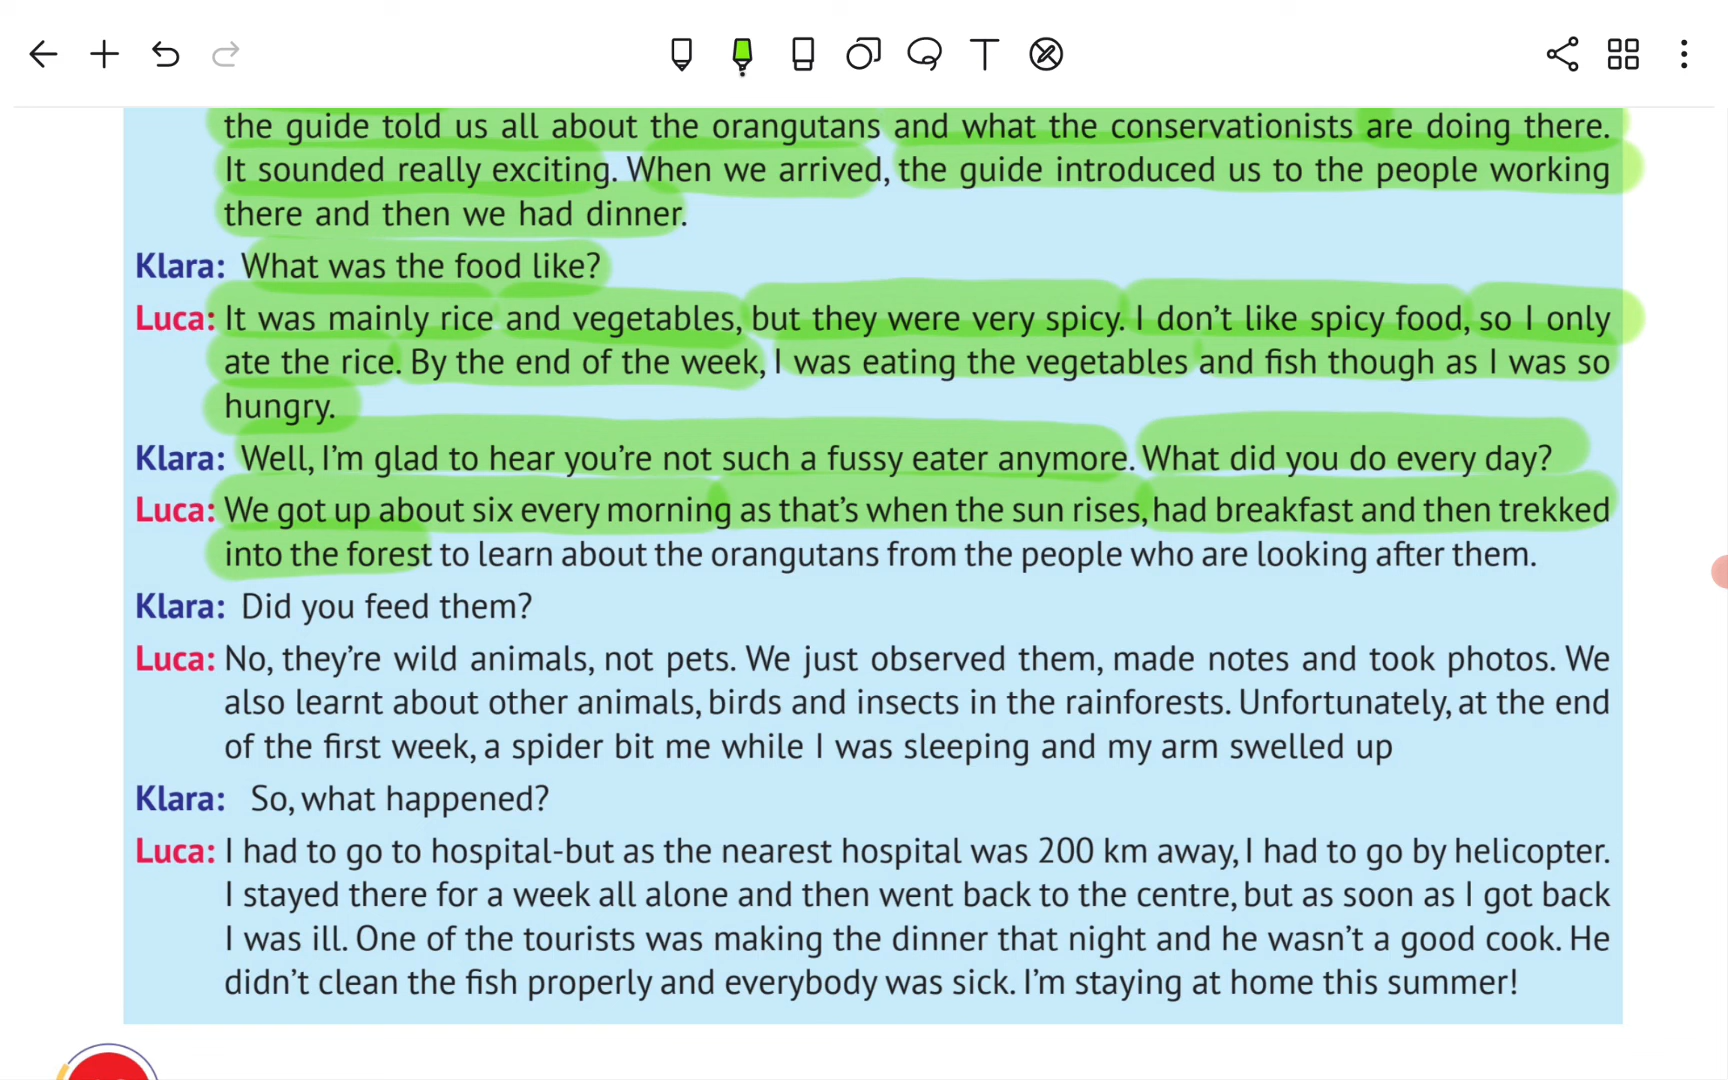 the guide told us all about the orangutans and what the conservationists are doing there.
It sounded really exciting. When we arrived, the guide introduced us to the people working
there and then we had dinner.
Klara: What was the food like?
Luca: It was mainly rice and vegetables, but they were very spicy. I don't like spicy food, so I only
ate the rice. By the end of the week, I was eating the vegetables and fish though as I was so
hungry.
Klara: Well, I'm glad to hear you're not such a fussy eater anymore. What did you do every day?
Luca: We got up about six every morning as that's when the sun rises, had breakfast and then trekked
into the forest to learn about the orangutans from the people who are looking after them.
Klara: Did you feed them?
Luca: No, they're wild animals, not pets. We just observed them, made notes and took photos. We
also learnt about other animals, birds and insects in the rainforests. Unfortunately, at the end
of the first week, a spider bit me while I was sleeping and my arm swelled up
Klara: So, what happened?
Luca: I had to go to hospital-but as the nearest hospital was 200 km away, I had to go by helicopter.
I stayed there for a week all alone and then went back to the centre, but as soon as I got back
I was ill. One of the tourists was making the dinner that night and he wasn't a good cook. He
didn't clean the fish properly and everybody was sick. I'm staying at home this summer!